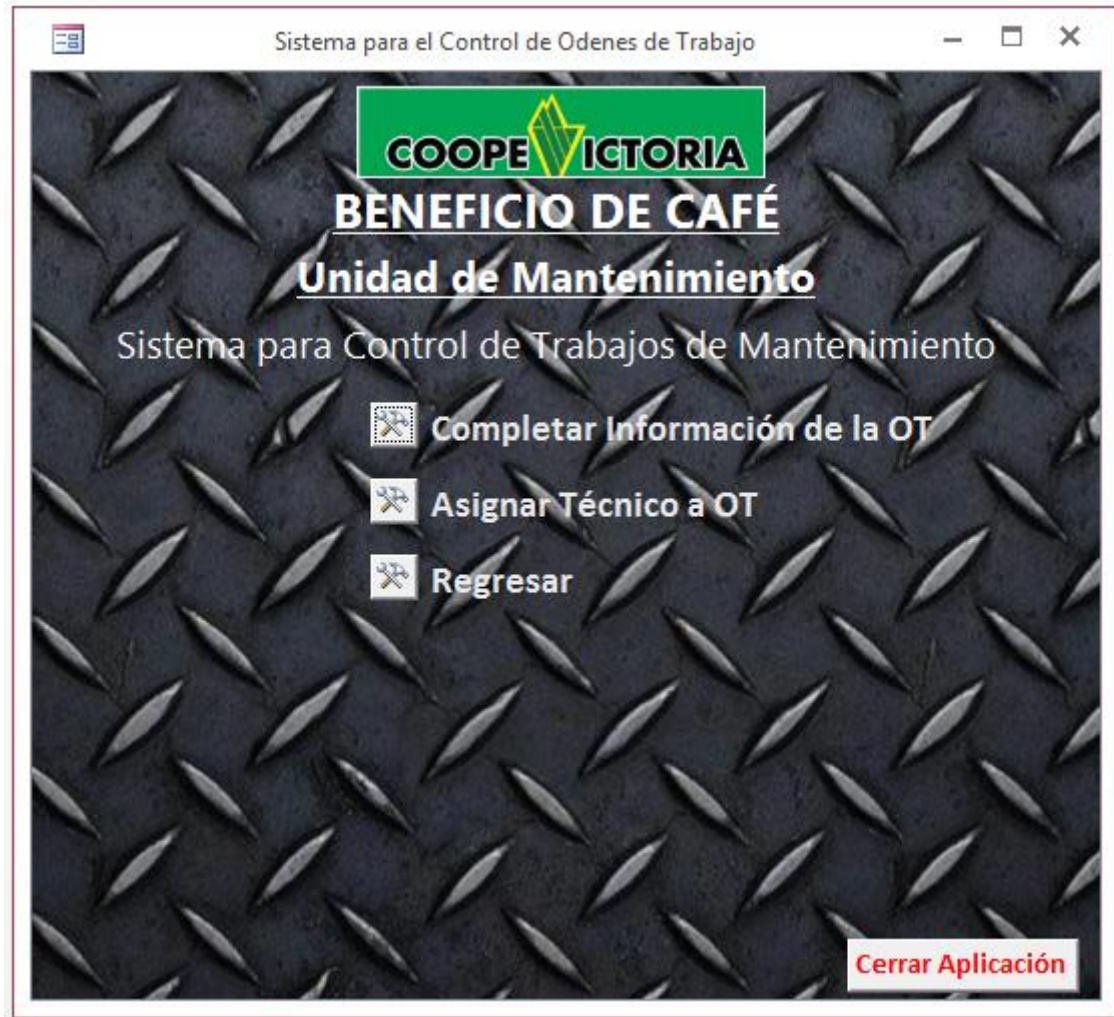 Sistema para el Control de Odenes de Trabajo
COOPE VICTORIA
BENEFICIO DE CAFÉ
Unidad de Mantenimiento
Sistema para Control de Trabajos de Mantenimiento
Completar Información de la OT
Asignar Técnico a OT
Regresar
Cerrar Aplicación